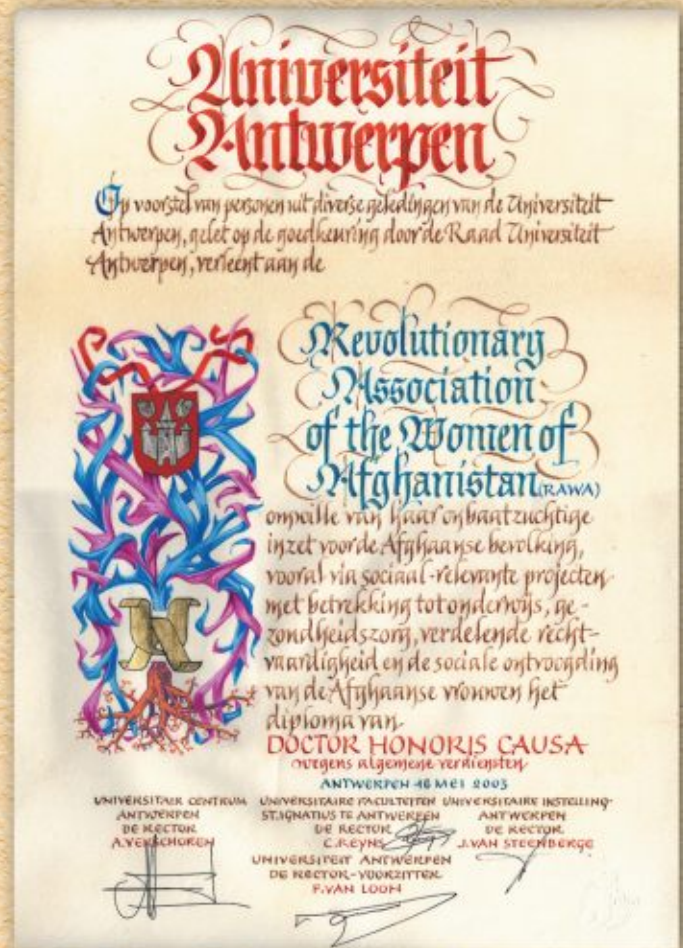 Universiteit
Antwerpen
Op voorstel van personen uit diverse geledingen van de Universiteit
Antwerpen, gelet op de goedkeuring door de Raad Universiteit
Antwerpen, verleent aan de
Revolutionary
Association
of the Women of
Afghanistan (RAWA)
omwille van haar onbaatzuchtige
inzet voor de Afghaanse bevolking,
vooral via sociaal-relevante projecten
met betrekking tot onderwijs, ge-
zondheidszorg, verdelende recht-
vaardigheid en de sociale ontvoogding
van de Afghaanse vrouwen het
diploma van
DOCTOR HONORIS CAUSA
wegens algemene verdiensten
ANTWERPEN 16 MEI 2003
UNIVERSITAIR CENTRUM UNIVERSITAIRE FACULTEITEN UNIVERSITAIRE INSTELLING
ANTWERPEN ST.IGNATIUS TE ANTWERPEN ANTWERPEN
DE RECTOR DE RECTOR DE RECTOR
A.VERSCHOREN C.REYNS J.VAN STEENBERGE
UNIVERSITEIT ANTWERPEN
DE RECTOR-VOORZITTER
F.VAN LOON